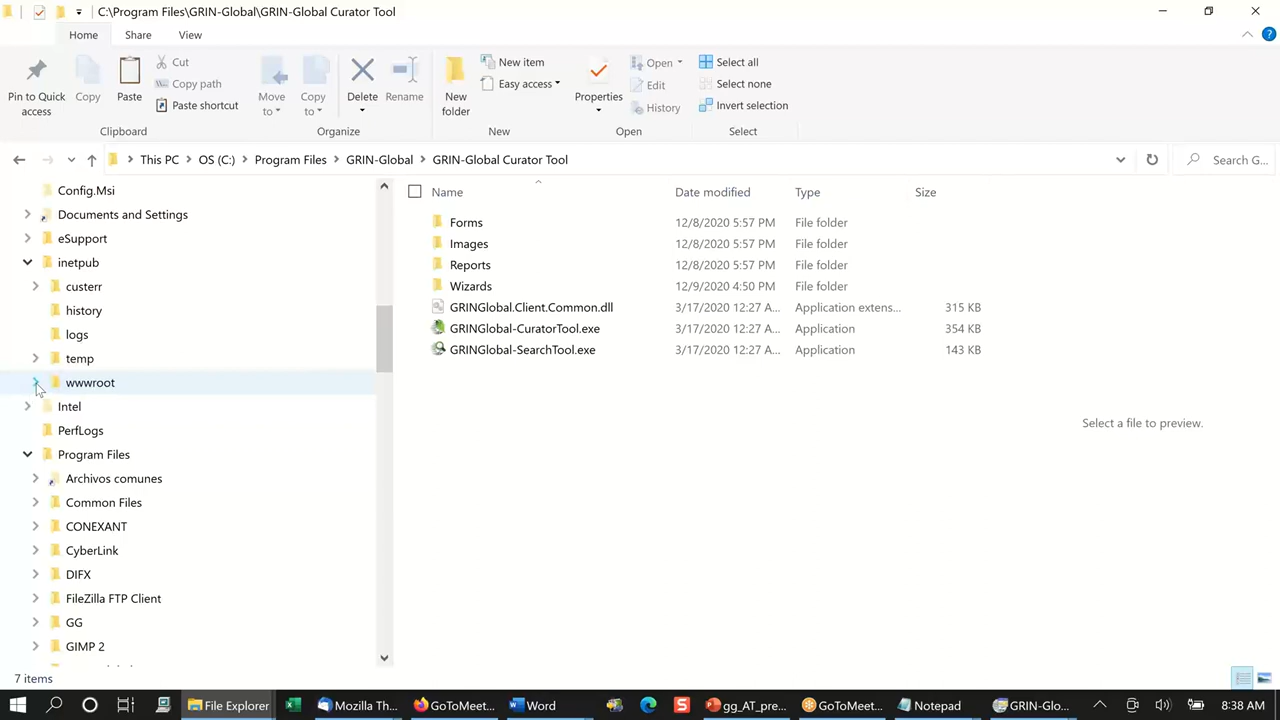 C:\Program Files\GRIN-Global\GRIN-Global Curator Tool
Home Share View
Pin to Quick access
Copy
Paste
Cut
Copy path
Paste shortcut
Clipboard
Move to
Copy to
Delete
Rename
Organize
New folder
New item
Easy access
New
Properties
Open
Edit
History
Open
Select all
Select none
Invert selection
Select
This PC > OS (C:) > Program Files > GRIN-Global > GRIN-Global Curator Tool
Search G...
Config.Msi
Documents and Settings
eSupport
inetpub
custerr
history
logs
temp
wwwroot
Intel
PerfLogs
Program Files
Archivos comunes
Common Files
CONEXANT
CyberLink
DIFX
FileZilla FTP Client
GG
GIMP 2
Name Date modified Type Size
Forms 12/8/2020 5:57 PM File folder
Images 12/8/2020 5:57 PM File folder
Reports 12/8/2020 5:57 PM File folder
Wizards 12/9/2020 4:50 PM File folder
GRINGlobal.Client.Common.dll 3/17/2020 12:27 A... Application extens... 315 KB
GRINGlobal-CuratorTool.exe 3/17/2020 12:27 A... Application 354 KB
GRINGlobal-SearchTool.exe 3/17/2020 12:27 A... Application 143 KB
Select a file to preview.
7 items
File Explorer Mozilla Th... GoToMeet... Word gg_AT_pre... GoToMeet... Notepad GRIN-Glo... 8:38 AM